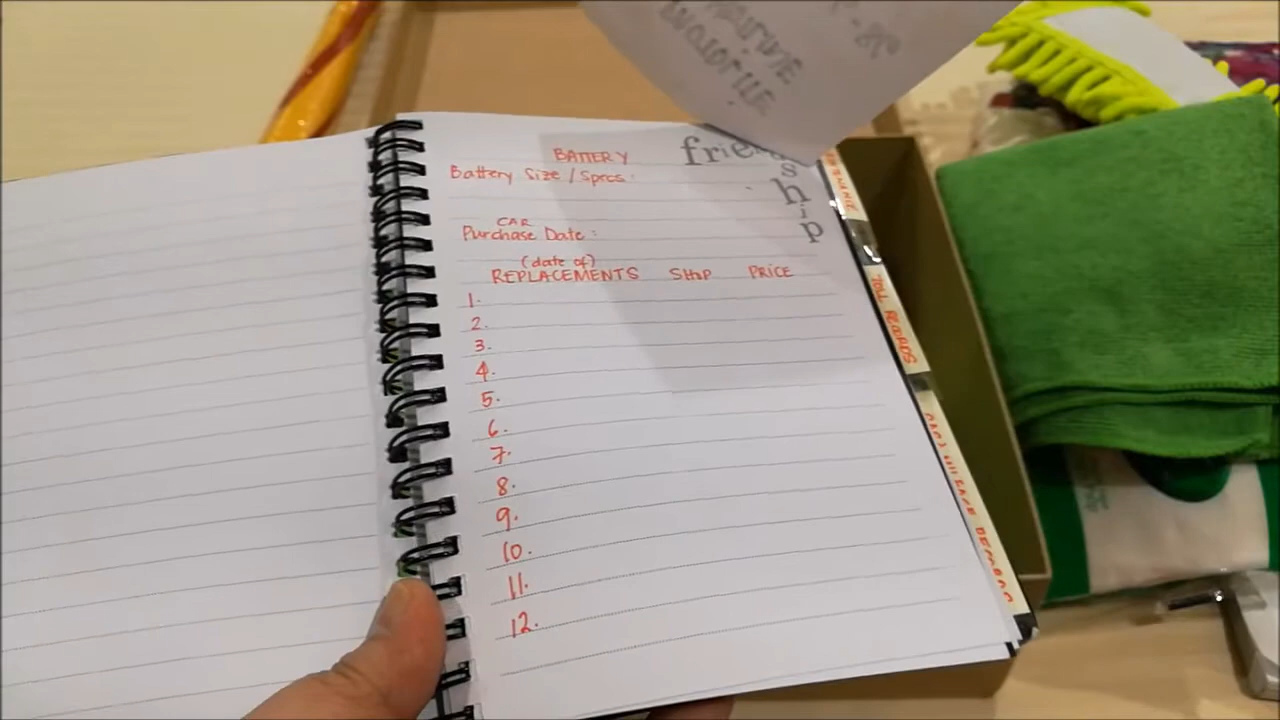 BATTERY
Battery Size / Specs:
CAR
Purchase Date:
(date of)
REPLACEMENTS SHOP PRICE
1.
2.
3.
4.
5.
6.
7.
8.
9.
10.
11.
12.
friendship
TOLL RECORDS